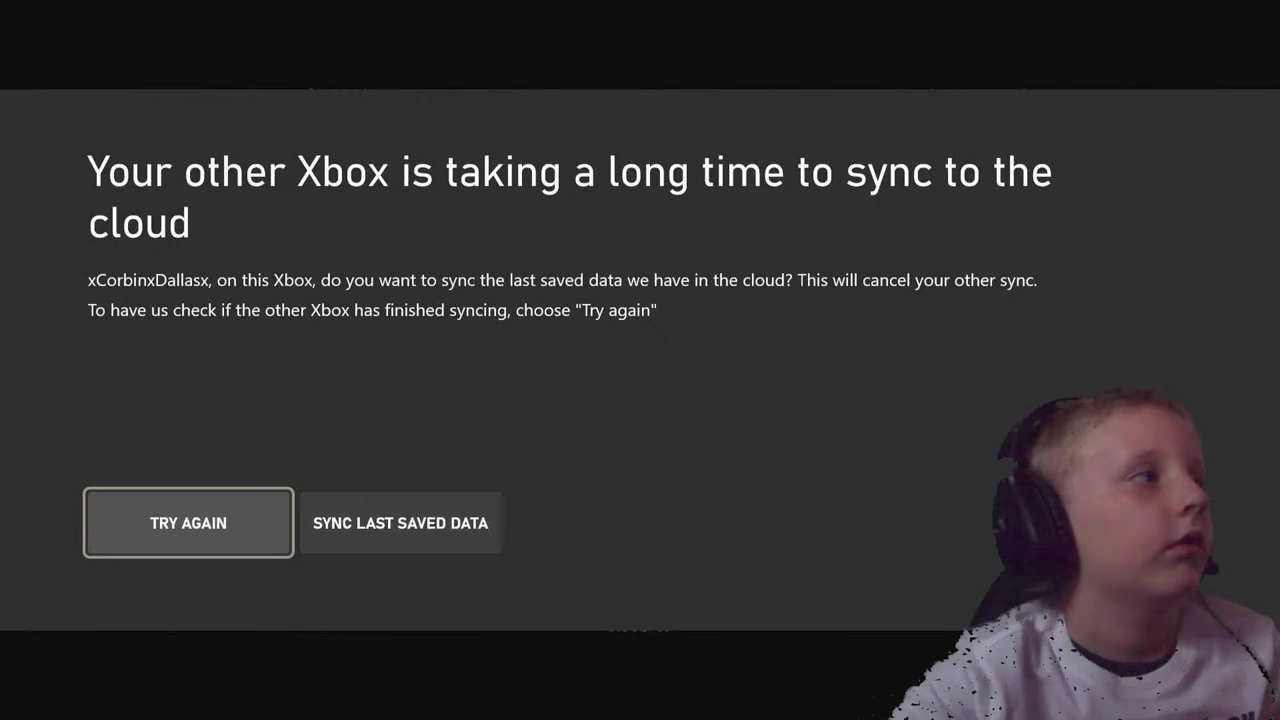 Your other Xbox is taking a long time to sync to the
cloud
xCorbinxDallasx, on this Xbox, do you want to sync the last saved data we have in the cloud? This will cancel your other sync.
To have us check if the other Xbox has finished syncing, choose "Try again"
TRY AGAIN
SYNC LAST SAVED DATA